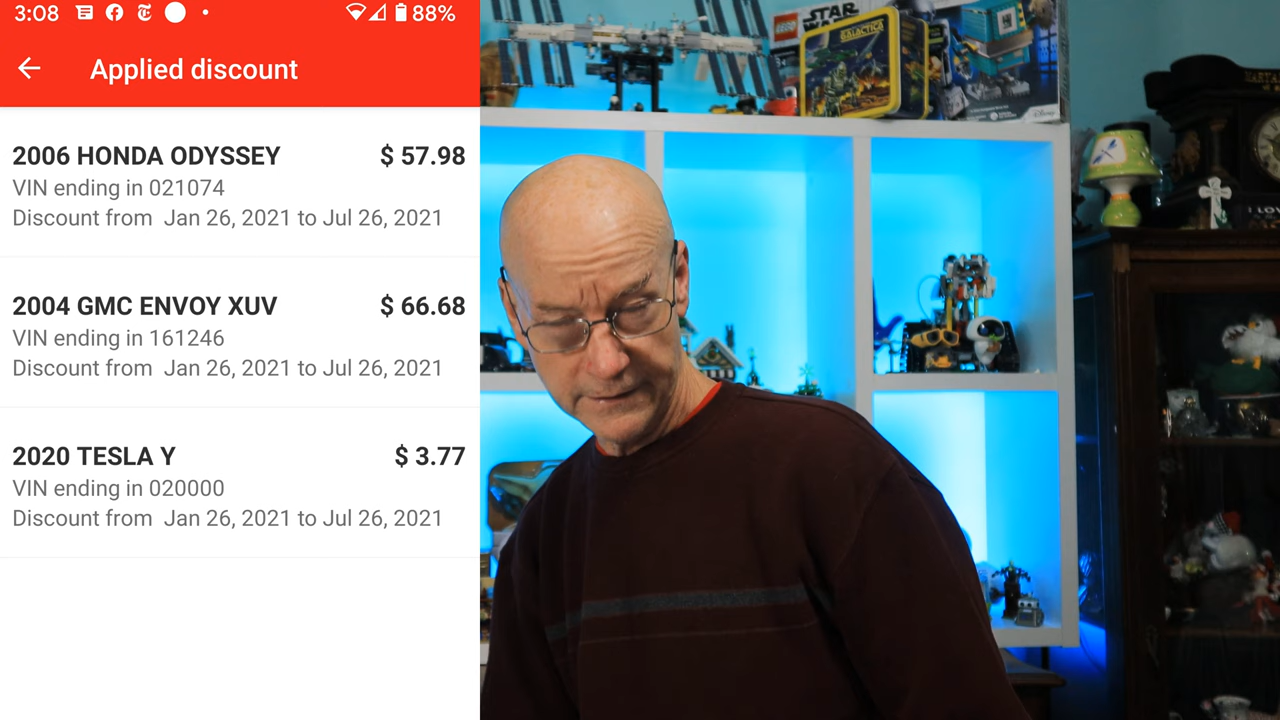 3:08
88%
Applied discount
2006 HONDA ODYSSEY
$ 57.98
VIN ending in 021074
Discount from Jan 26, 2021 to Jul 26, 2021
2004 GMC ENVOY XUV
$ 66.68
VIN ending in 161246
Discount from Jan 26, 2021 to Jul 26, 2021
2020 TESLA Y
$ 3.77
VIN ending in 020000
Discount from Jan 26, 2021 to Jul 26, 2021
LEGO
STAR
GALACTICA
Disney
I LO